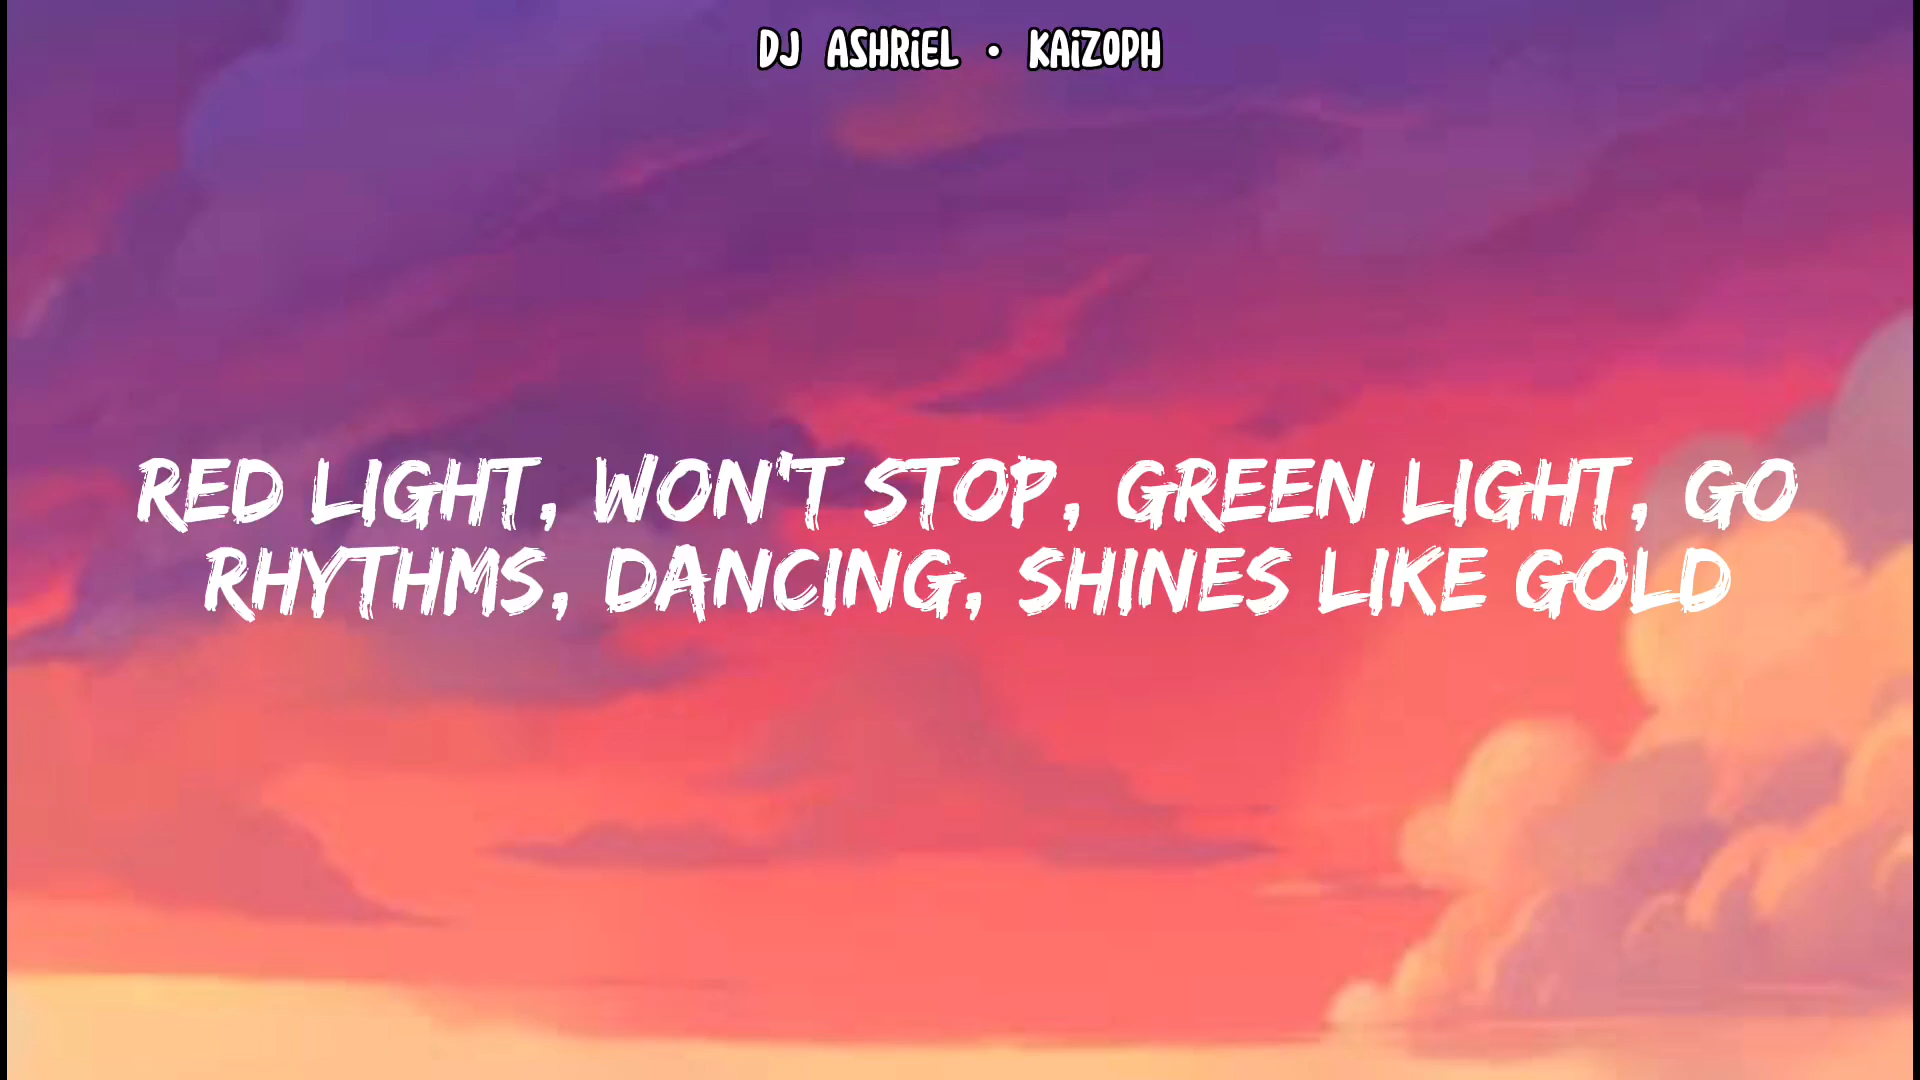 DJ ASHRiEL • KAiZOPH
RED LIGHT, WON'T STOP, GREEN LIGHT, GO
RHYTHMS, DANCING, SHINES LIKE GOLD